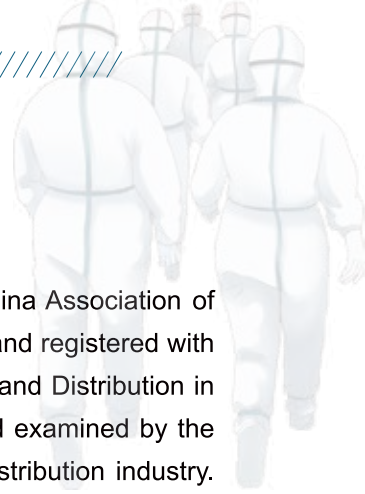 ina Association of
and registered with
and Distribution in
examined by the
stribution industry.